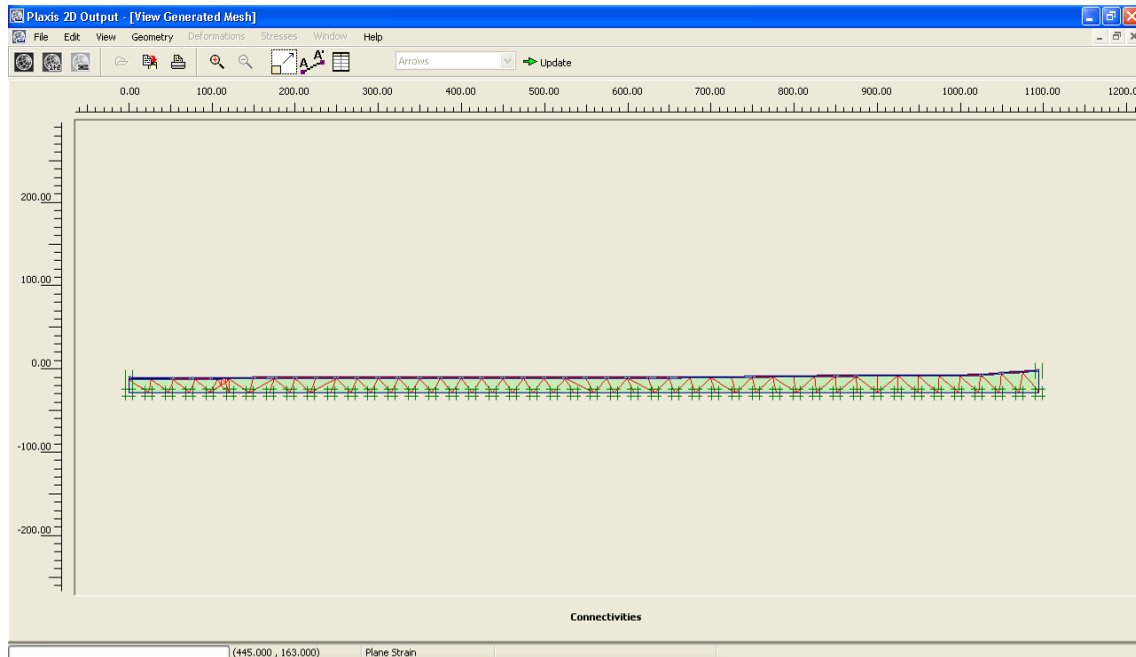 Plaxis 2D Output - [View Generated Mesh]
File Edit View Geometry Deformations Stresses Window Help
Arrows Update
0.00 100.00 200.00 300.00 400.00 500.00 600.00 700.00 800.00 900.00 1000.00 1100.00 1200.0
200.00
100.00
0.00
-100.00
-200.00
Connectivities
(445.000 , 163.000) Plane Strain